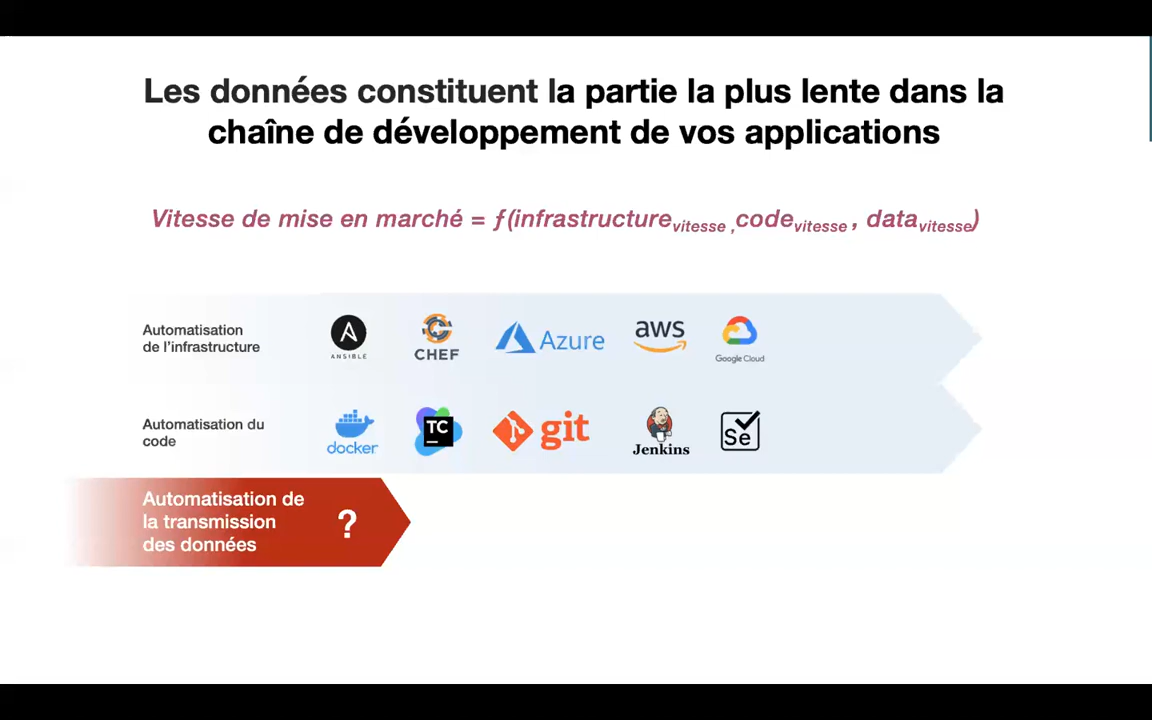 Les données constituent la partie la plus lente dans la
chaîne de développement de vos applications
Vitesse de mise en marché = ƒ(infrastructurevitesse ,codevitesse , datavitesse)
Automatisation
de l'infrastructure
A
ANSIBLE
CHEF
Azure
aws
Google Cloud
Automatisation du
code
docker
TC
git
Jenkins
Se
Automatisation de
la transmission
des données
?